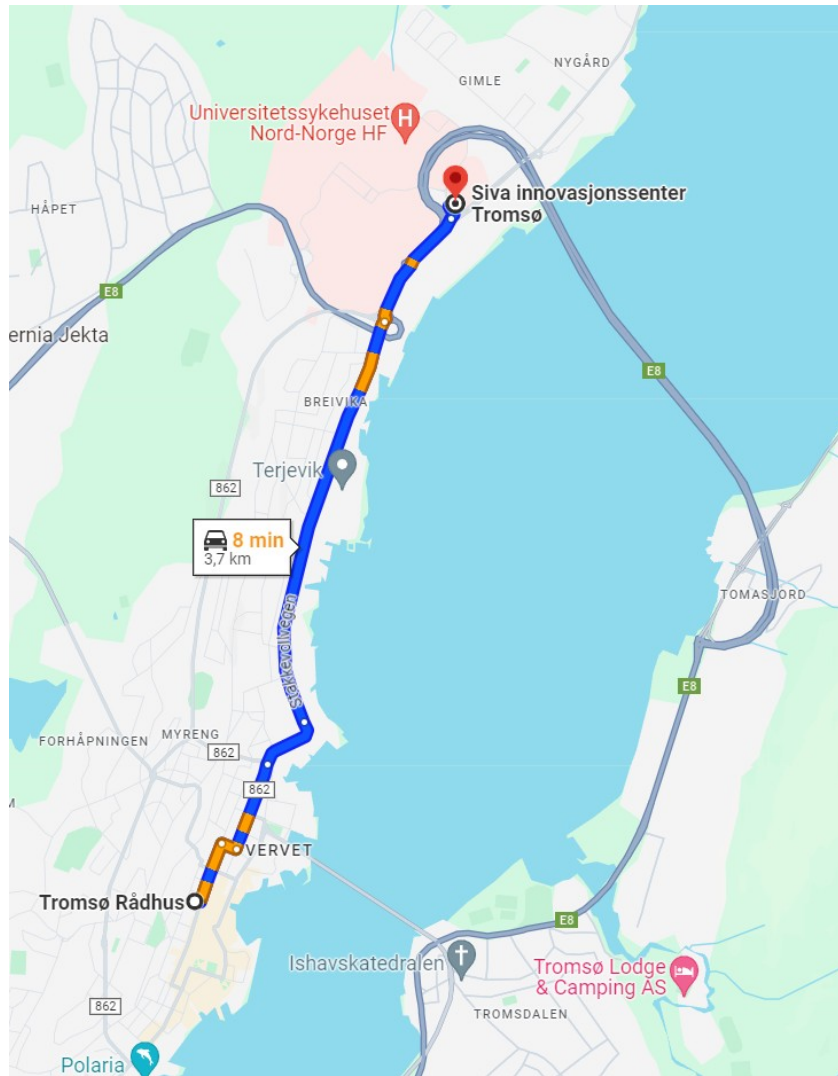 NYGÅRD
GIMLE
Universitetssykehuset
Nord-Norge HF
H
Siva innovasjonssenter
Tromsø
HÅPET
E8
ernia Jekta
E8
BREIVIKA
Terjevik
862
8 min
3,7 km
TOMASJORD
Stakkevollvegen
E8
FORHÅPNINGEN
MYRENG
862
862
M
VERVET
Tromsø Rådhus
E8
Ishavskatedralen
Tromsø Lodge
& Camping AS
TROMSDALEN
Polaria